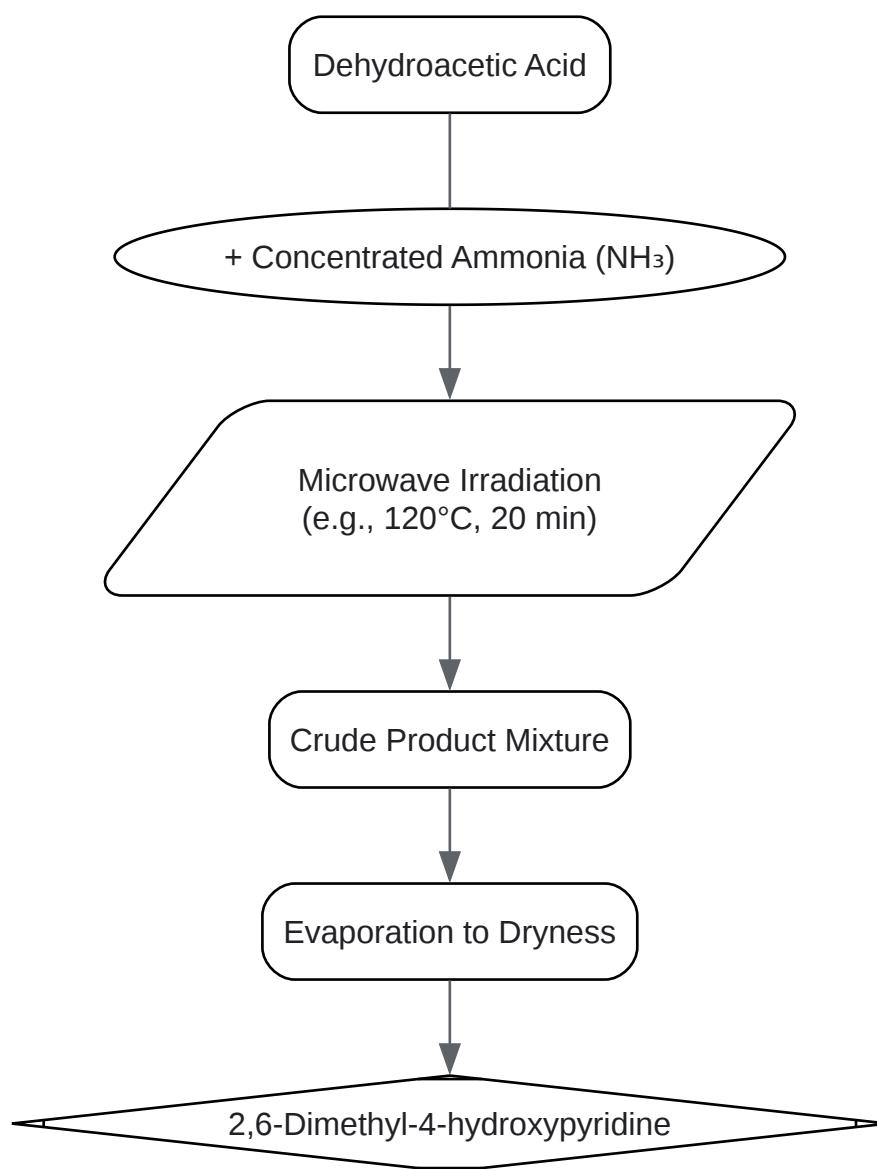 Dehydroacetic Acid
+ Concentrated Ammonia (NH₃)
Microwave Irradiation
(e.g., 120°C, 20 min)
Crude Product Mixture
Evaporation to Dryness
2,6-Dimethyl-4-hydroxypyridine